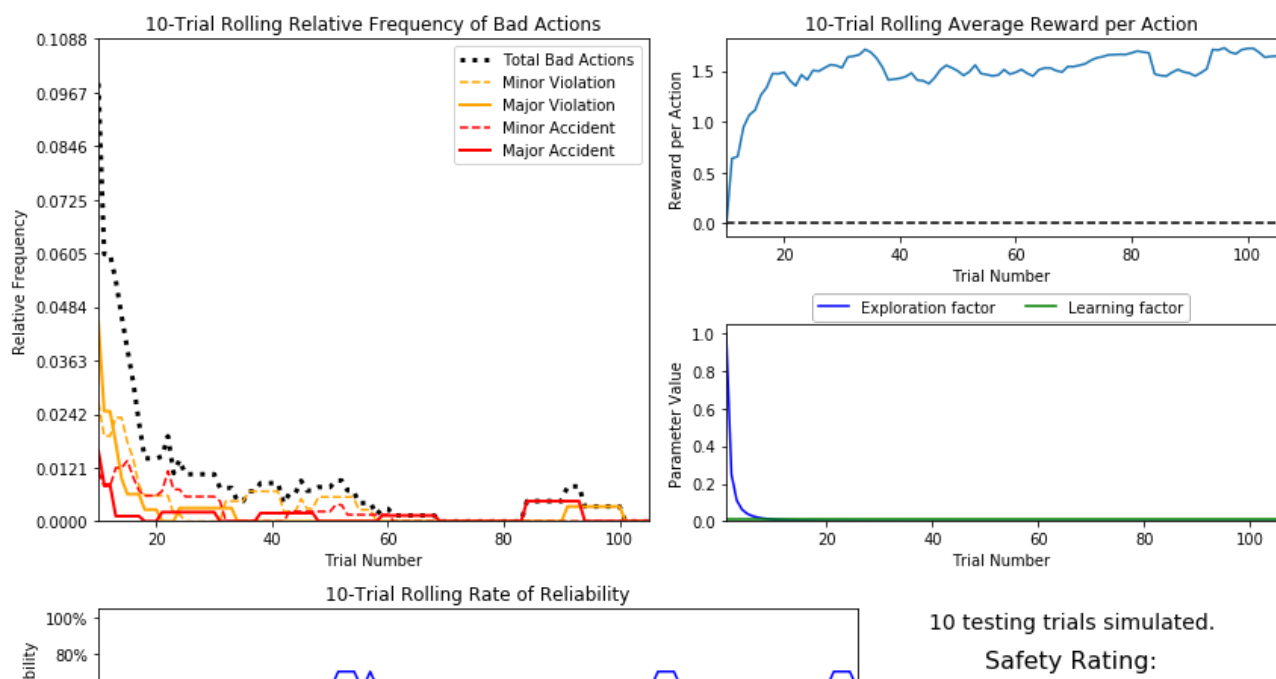 10-Trial Rolling Relative Frequency of Bad Actions
0.1088
0.0967
0.0846
0.0725
0.0605
0.0484
0.0363
0.0242
0.0121
0.0000
Relative Frequency
Total Bad Actions
Minor Violation
Major Violation
Minor Accident
Major Accident
20
40
60
80
100
Trial Number
10-Trial Rolling Average Reward per Action
1.5
1.0
0.5
0.0
Reward per Action
20
40
60
80
100
Trial Number
Exploration factor
Learning factor
1.0
0.8
0.6
0.4
0.2
0.0
Parameter Value
20
40
60
80
100
Trial Number
10-Trial Rolling Rate of Reliability
100%
80%
10 testing trials simulated.
Safety Rating: